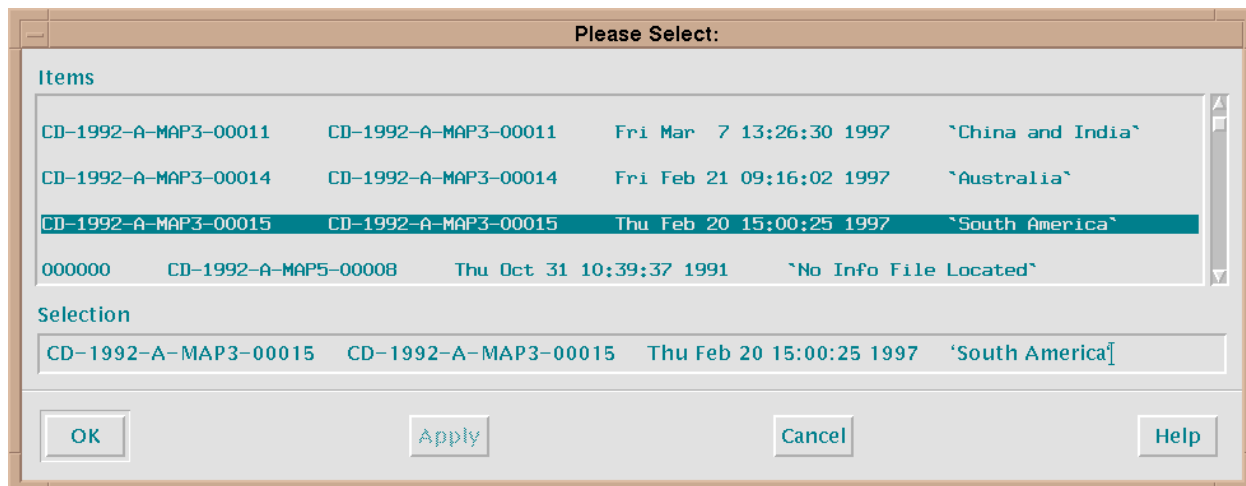 Please Select:
Items
CD-1992-A-MAP3-00011 CD-1992-A-MAP3-00011 Fri Mar 7 13:26:30 1997 `China and India`
CD-1992-A-MAP3-00014 CD-1992-A-MAP3-00014 Fri Feb 21 09:16:02 1997 `Australia`
CD-1992-A-MAP3-00015 CD-1992-A-MAP3-00015 Thu Feb 20 15:00:25 1997 `South America`
000000 CD-1992-A-MAP5-00008 Thu Oct 31 10:39:37 1991 `No Info File Located`
Selection
CD-1992-A-MAP3-00015 CD-1992-A-MAP3-00015 Thu Feb 20 15:00:25 1997 ‘South America‘
OK Apply Cancel Help